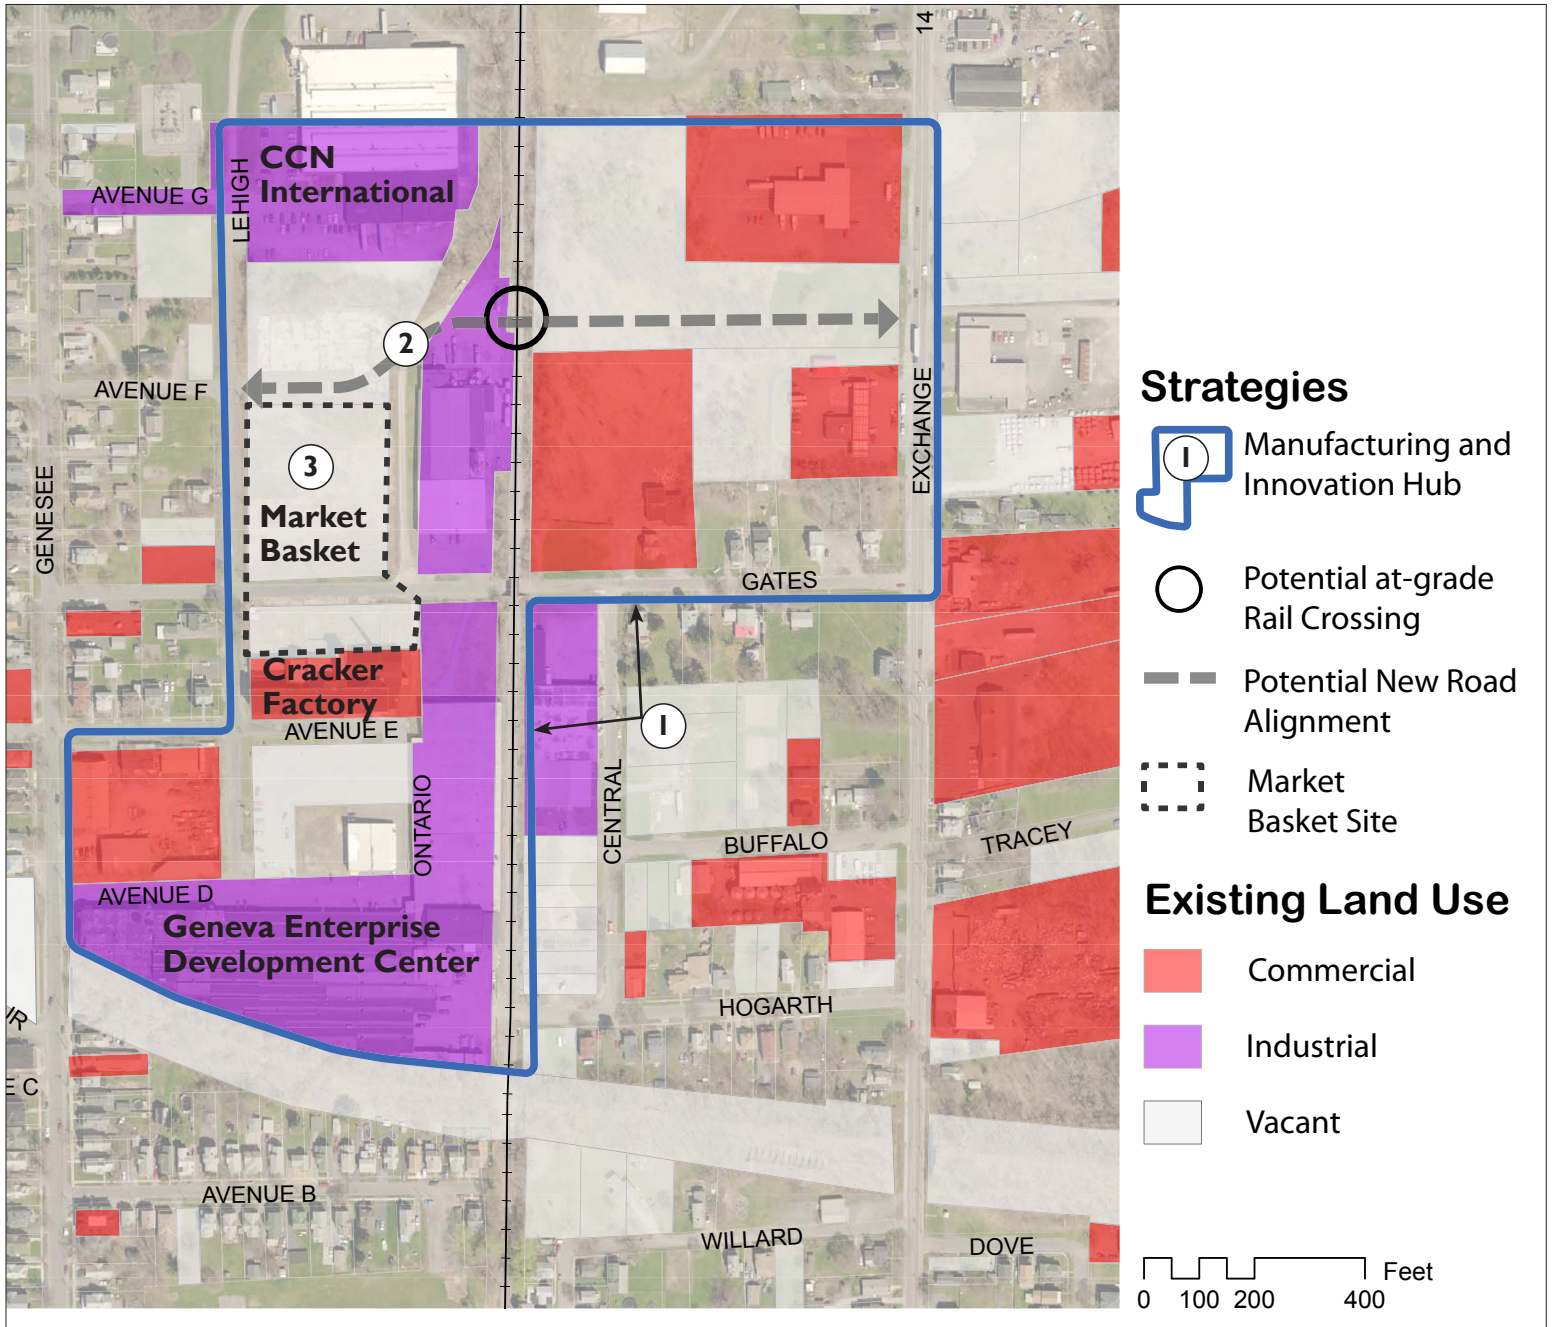 14
CCN
International
AVENUE G
LEHIGH
2
AVENUE F
EXCHANGE
GENESEE
3
Market
Basket
GATES
Cracker
Factory
AVENUE E
1
ONTARIO
CENTRAL
BUFFALO
TRACEY
AVENUE D
Geneva Enterprise
Development Center
HOGARTH
IR
E C
AVENUE B
WILLARD
DOVE
Strategies
1
Manufacturing and
Innovation Hub
Potential at-grade
Rail Crossing
Potential New Road
Alignment
Market
Basket Site
Existing Land Use
Commercial
Industrial
Vacant
Feet
0 100 200 400